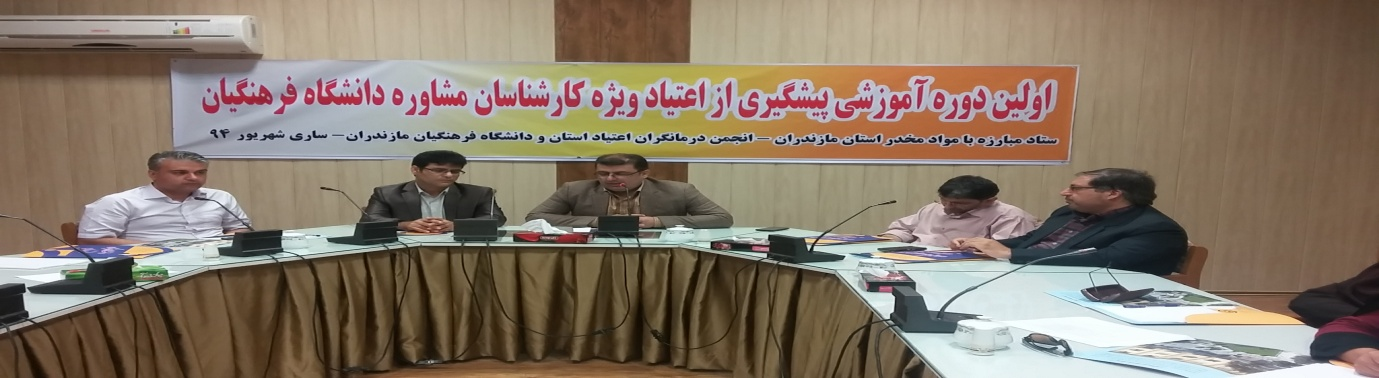 اولین دوره آموزشی پیشگیری از اعتیاد ویژه کارشناسان مشاوره دانشگاه فرهنگیان
ستاد مبارزه با مواد مخدر استان مازندران – انجمن درمانگران اعتیاد استان و دانشگاه فرهنگیان مازندران – ساری شهریور ۹۴